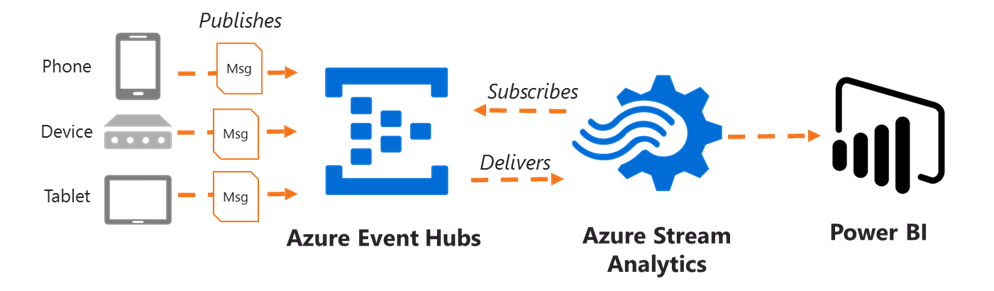 Publishes
Phone
Msg
Subscribes
Device
Msg
Delivers
Tablet
Msg
Azure Event Hubs
Azure Stream
Analytics
Power BI